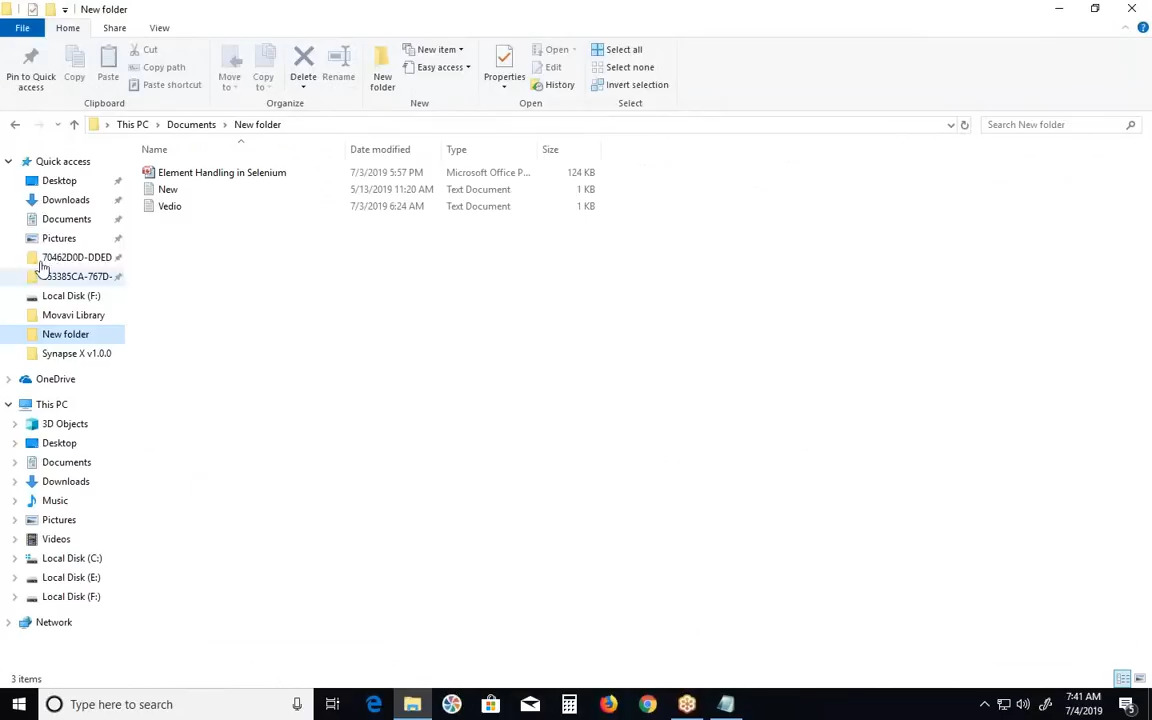 New folder
File Home Share View
Pin to Quick access
Copy
Paste
Cut
Copy path
Paste shortcut
Clipboard
Move to
Copy to
Delete
Rename
Organize
New folder
New item
Easy access
New
Properties
Open
Edit
History
Open
Select all
Select none
Invert selection
Select
This PC > Documents > New folder
Search New folder
Name Date modified Type Size
Element Handling in Selenium 7/3/2019 5:57 PM Microsoft Office P... 124 KB
New 5/13/2019 11:20 AM Text Document 1 KB
Vedio 7/3/2019 6:24 AM Text Document 1 KB
Quick access
Desktop
Downloads
Documents
Pictures
70462D0D-DDED
53385CA-767D-
Local Disk (F:)
Movavi Library
New folder
Synapse X v1.0.0
OneDrive
This PC
3D Objects
Desktop
Documents
Downloads
Music
Pictures
Videos
Local Disk (C:)
Local Disk (E:)
Local Disk (F:)
Network
3 items
Type here to search
7:41 AM
7/4/2019
5